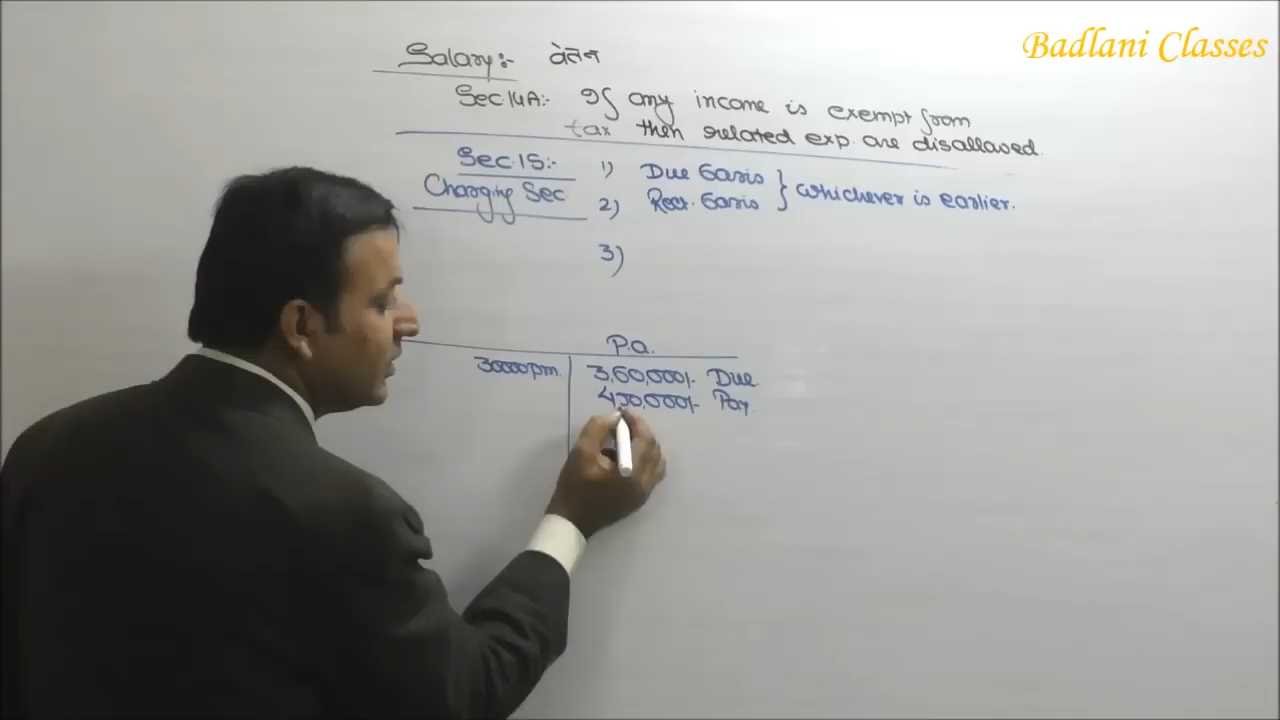 Badlani Classes
Salary:- वेतन
Sec 14A:- If any income is exempt from
tax then related exp. are disallowed.
Sec.15:- 1) Due basis } whichever is earlier.
Charging Sec 2) Rect. basis
3)
P.a.
30000pm. 3,60,000/- Due
4,50,000/- Pay